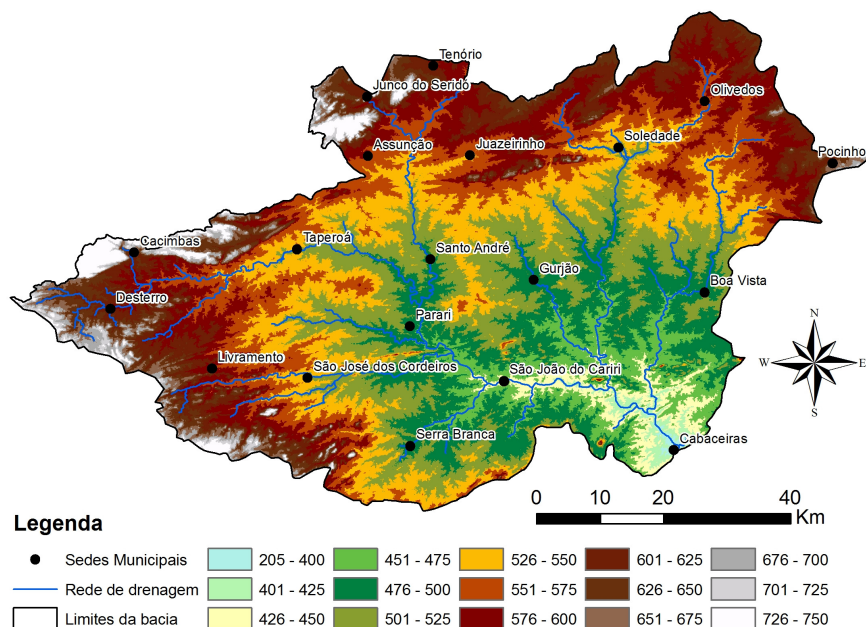 Tenório
Junco do Seridó
Olivedos
Soledade
Assunção
Juazeirinho
Pocinho
Cacimbas
Taperoá
Santo André
Gurjão
Boa Vista
Desterro
Parari
Livramento
São José dos Cordeiros
São João do Cariri
Serra Branca
Cabaceiras
N
W
E
S
0 10 20 40
Km
Legenda
Sedes Municipais
Rede de drenagem
Limites da bacia
205 - 400
401 - 425
426 - 450
451 - 475
476 - 500
501 - 525
526 - 550
551 - 575
576 - 600
601 - 625
626 - 650
651 - 675
676 - 700
701 - 725
726 - 750